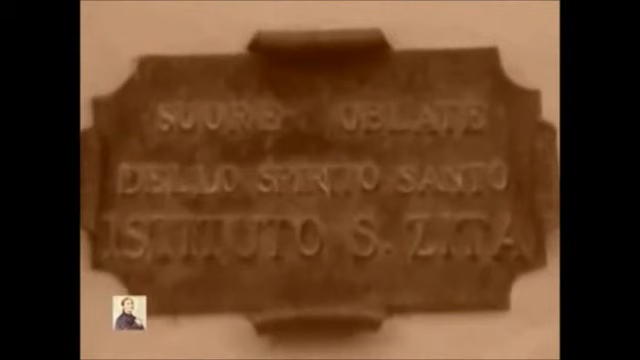 SUORE OBLATE
DELLO SPIRITO SANTO
ISTITUTO S. ZITA